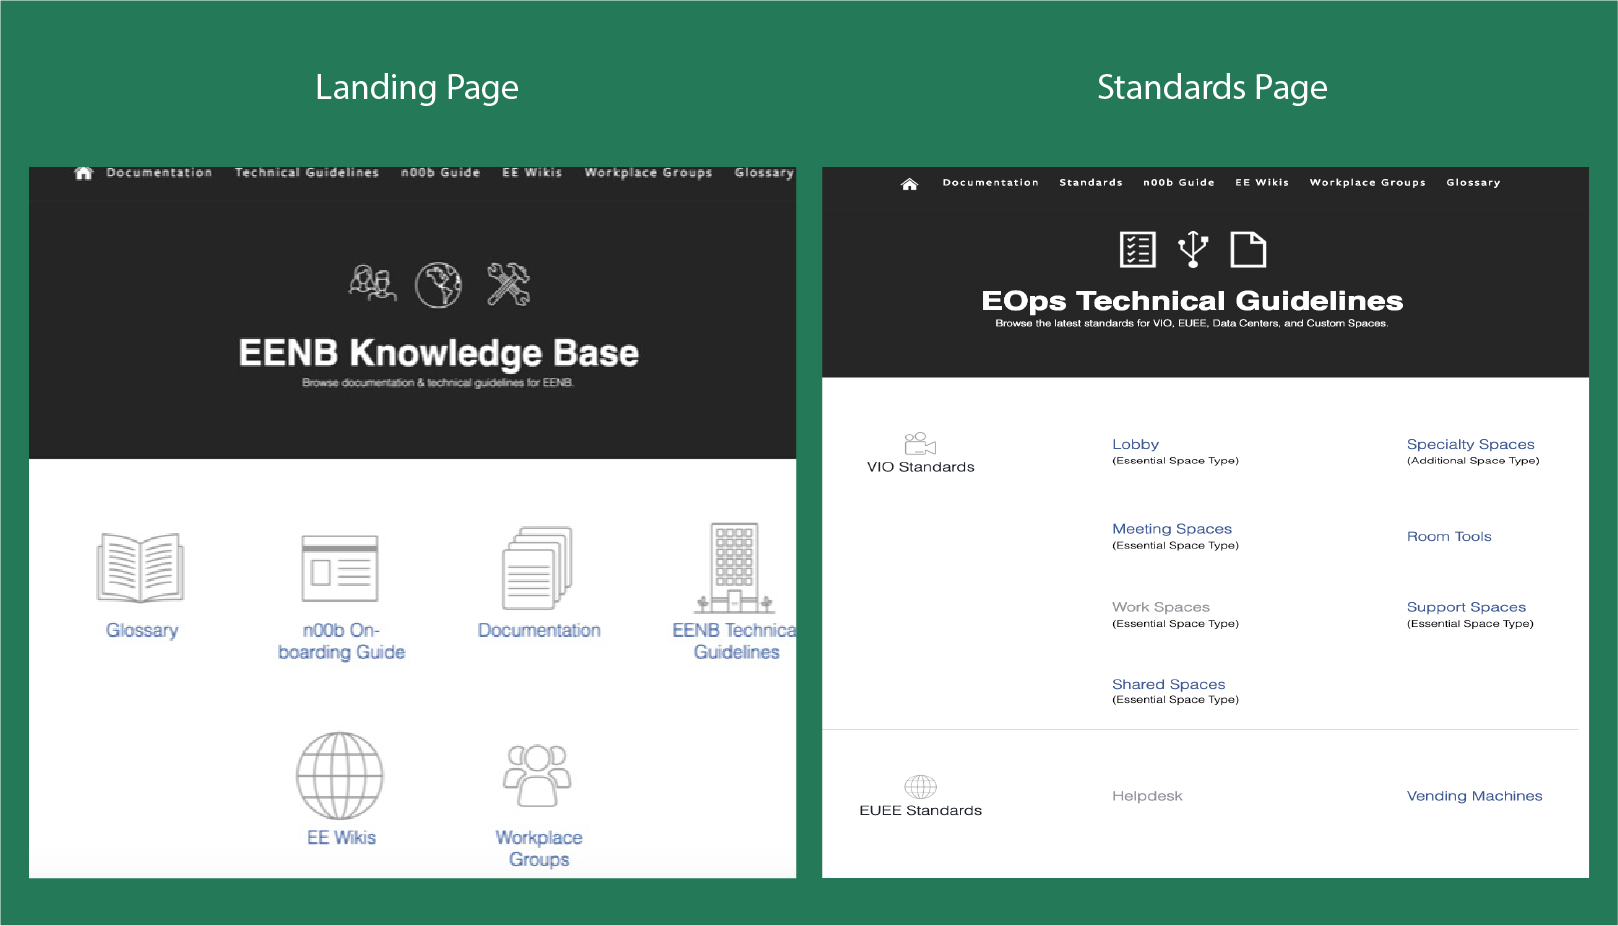 Landing Page
Documentation Technical Guidelines n00b Guide EE Wikis Workplace Groups Glossary
EENB Knowledge Base
Browse documentation & technical guidelines for EENB.
Glossary
n00b On-
boarding Guide
Documentation
EENB Technica
Guidelines
EE Wikis
Workplace
Groups
Standards Page
Documentation Standards n00b Guide EE Wikis Workplace Groups Glossary
EOps Technical Guidelines
Browse the latest standards for VIO, EUEE, Data Centers, and Custom Spaces.
VIO Standards
Lobby
(Essential Space Type)
Specialty Spaces
(Additional Space Type)
Meeting Spaces
(Essential Space Type)
Room Tools
Work Spaces
(Essential Space Type)
Support Spaces
(Essential Space Type)
Shared Spaces
(Essential Space Type)
EUEE Standards
Helpdesk
Vending Machines